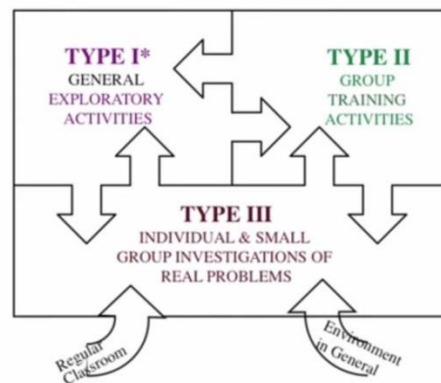 TYPE I*
GENERAL
EXPLORATORY
ACTIVITIES
TYPE II
GROUP
TRAINING
ACTIVITIES
TYPE III
INDIVIDUAL & SMALL
GROUP INVESTIGATIONS OF
REAL PROBLEMS
Regular
Classroom
Environment
in General